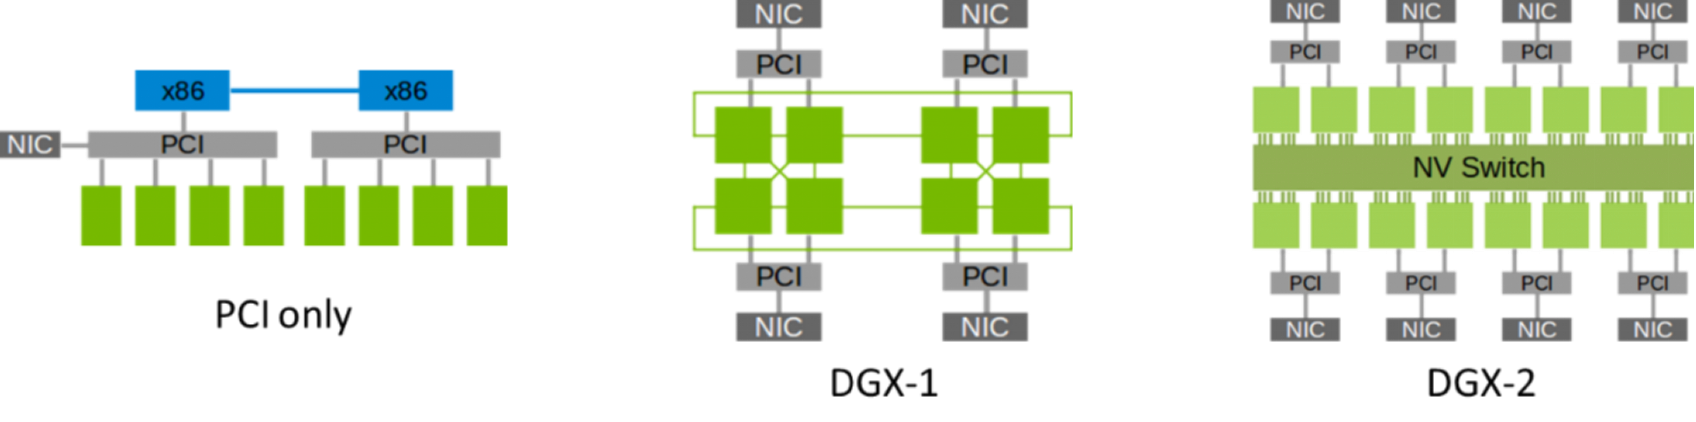 x86 x86
NIC PCI PCI
PCI only
NIC NIC
PCI PCI
PCI PCI
NIC NIC
DGX-1
NIC NIC NIC NIC
PCI PCI PCI PCI
NV Switch
PCI PCI PCI PCI
NIC NIC NIC NIC
DGX-2